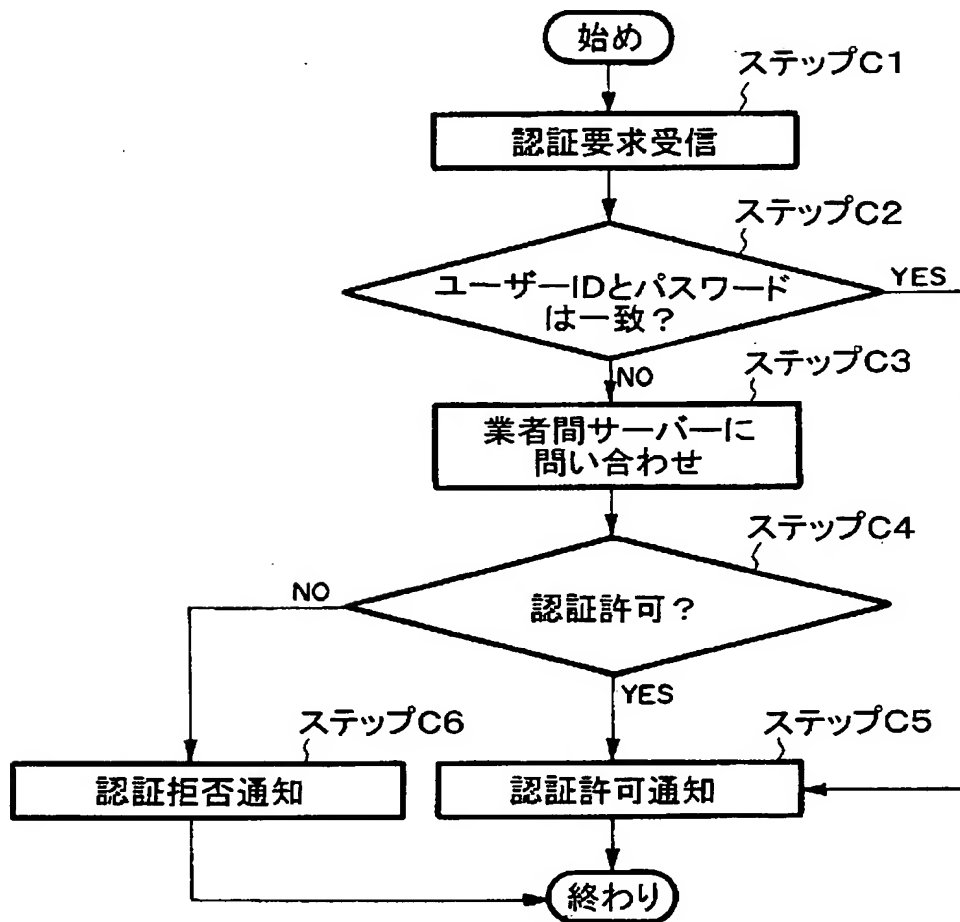 始め
ステップC1
認証要求受信
ステップC2
ユーザーIDとパスワード
は一致?
YES
NO
ステップC3
業者間サーバーに
問い合わせ
ステップC4
認証許可?
NO
YES
ステップC6
ステップC5
認証拒否通知
認証許可通知
終わり